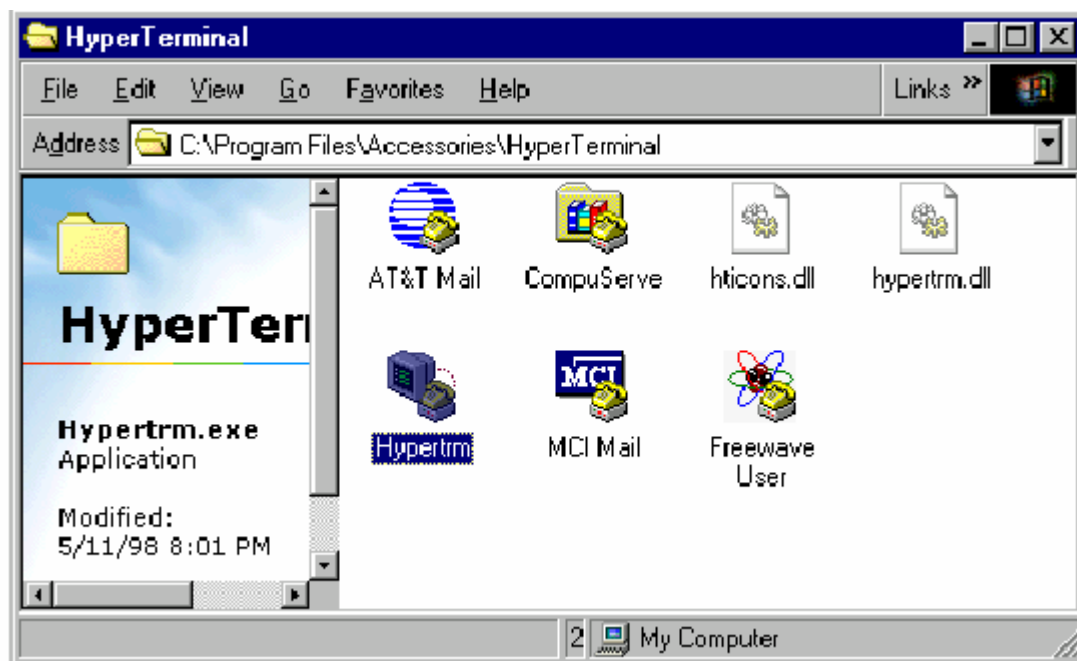 HyperTerminal
File Edit View Go Favorites Help Links »
Address C:\Program Files\Accessories\HyperTerminal
HyperTer
Hypertrm.exe
Application
Modified:
5/11/98 8:01 PM
AT&T Mail CompuServe hticons.dll hypertrm.dll
MCI
Hypertrm MCI Mail Freewave
User
2 My Computer